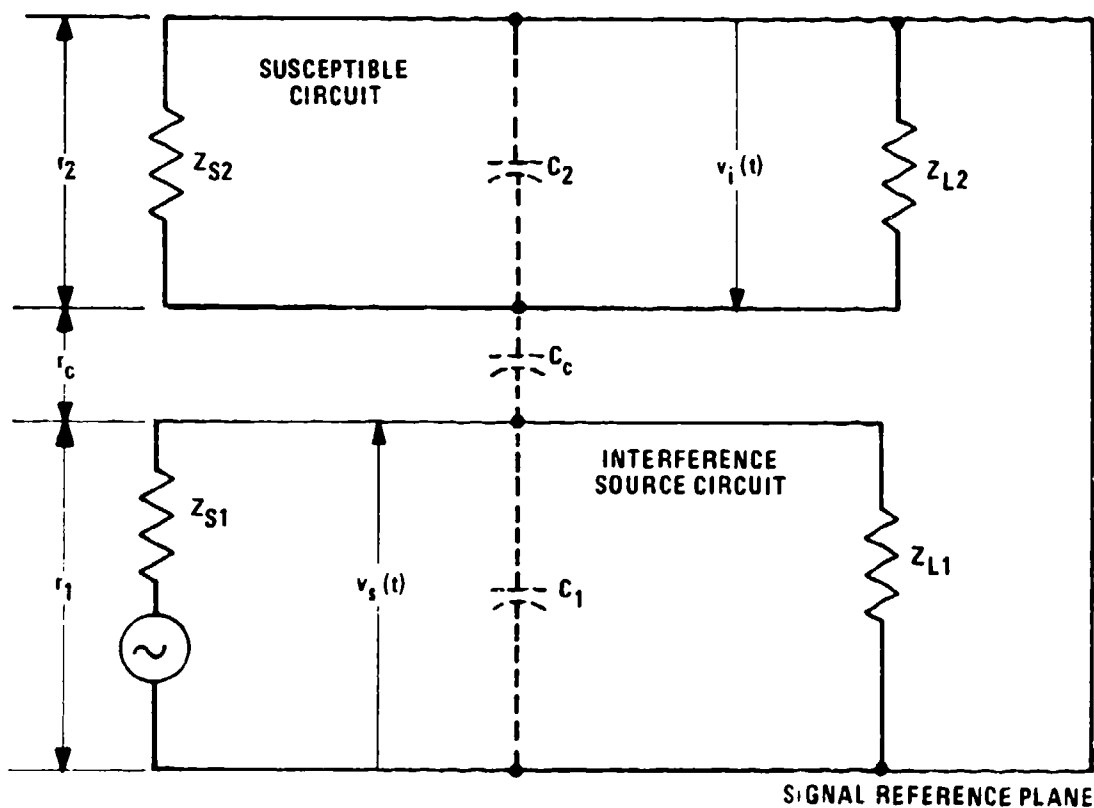 SUSCEPTIBLE
CIRCUIT
r2
ZS2
C2
vi(t)
ZL2
rc
Cc
INTERFERENCE
SOURCE CIRCUIT
ZS1
r1
vs(t)
C1
ZL1
~
SIGNAL REFERENCE PLANE